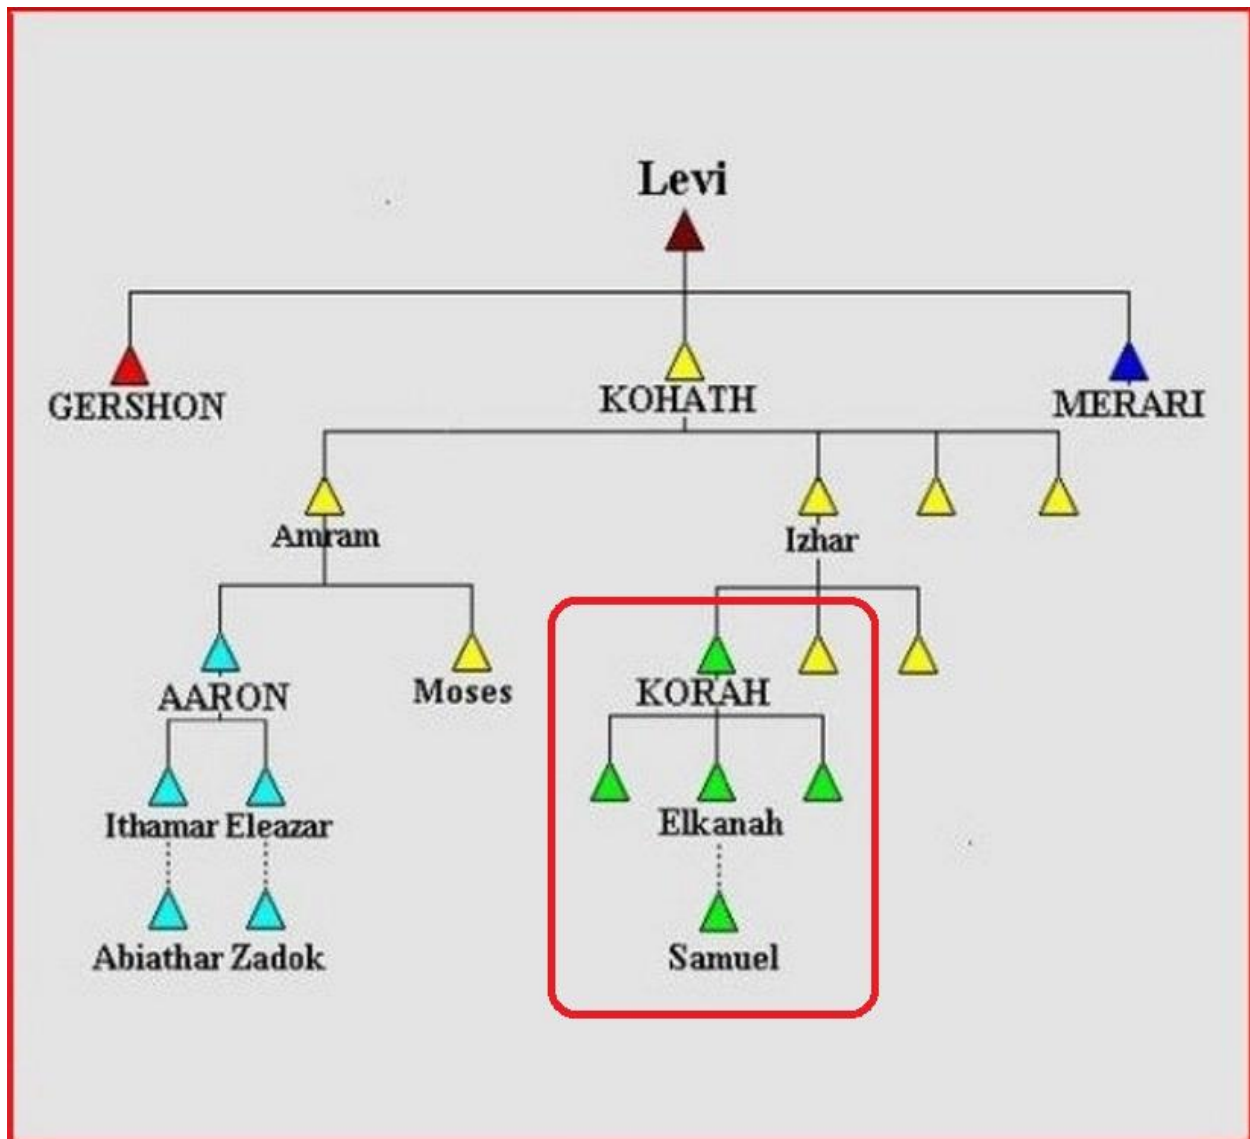 Levi
GERSHON KOHATH MERARI
Amram Izhar
AARON Moses KORAH
Ithamar Eleazar Elkanah
Abiathar Zadok Samuel